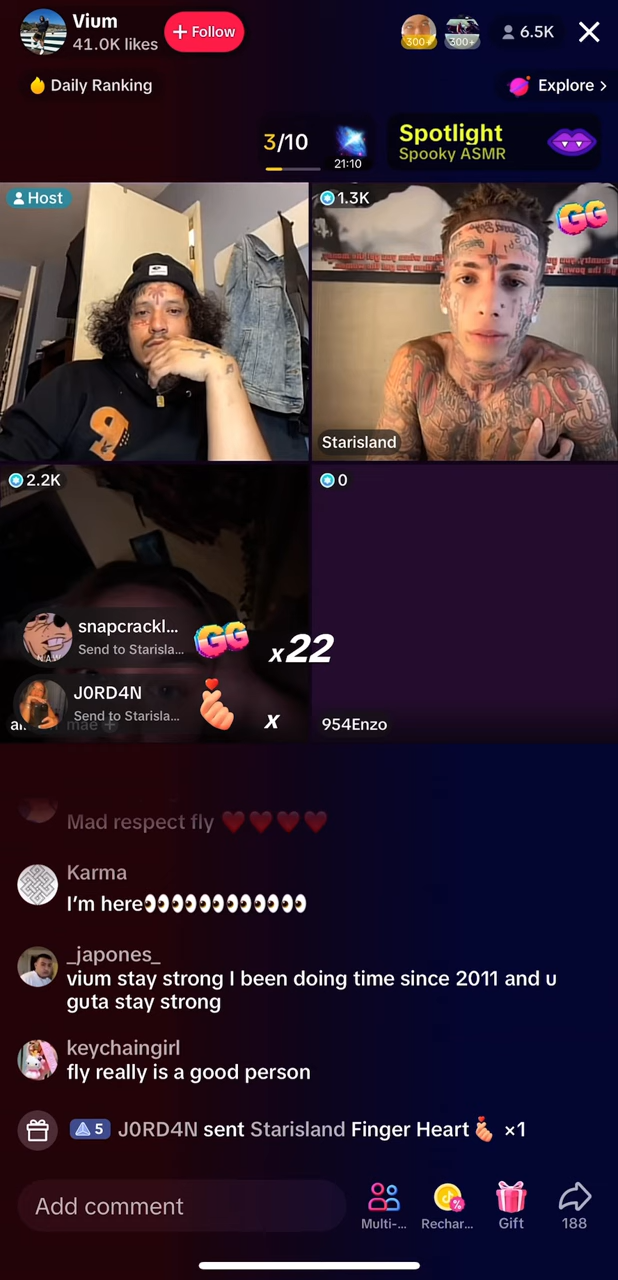 Vium
41.0K likes
+ Follow
300+
300+
6.5K
Daily Ranking
Explore >
3/10
21:10
Spotlight
Spooky ASMR
Host
1.3K
GG
Starisland
2.2K
0
snapcrackl...
Send to Starisla...
GG
x22
J0RD4N
Send to Starisla...
x
954Enzo
Mad respect fly ❤️❤️❤️❤️
Karma
I'm here👀👀👀👀👀👀👀👀👀👀👀👀
_japones_
vium stay strong I been doing time since 2011 and u
guta stay strong
keychaingirl
fly really is a good person
5 J0RD4N sent Starisland Finger Heart ×1
Add comment
Multi-...
Rechar...
Gift
188